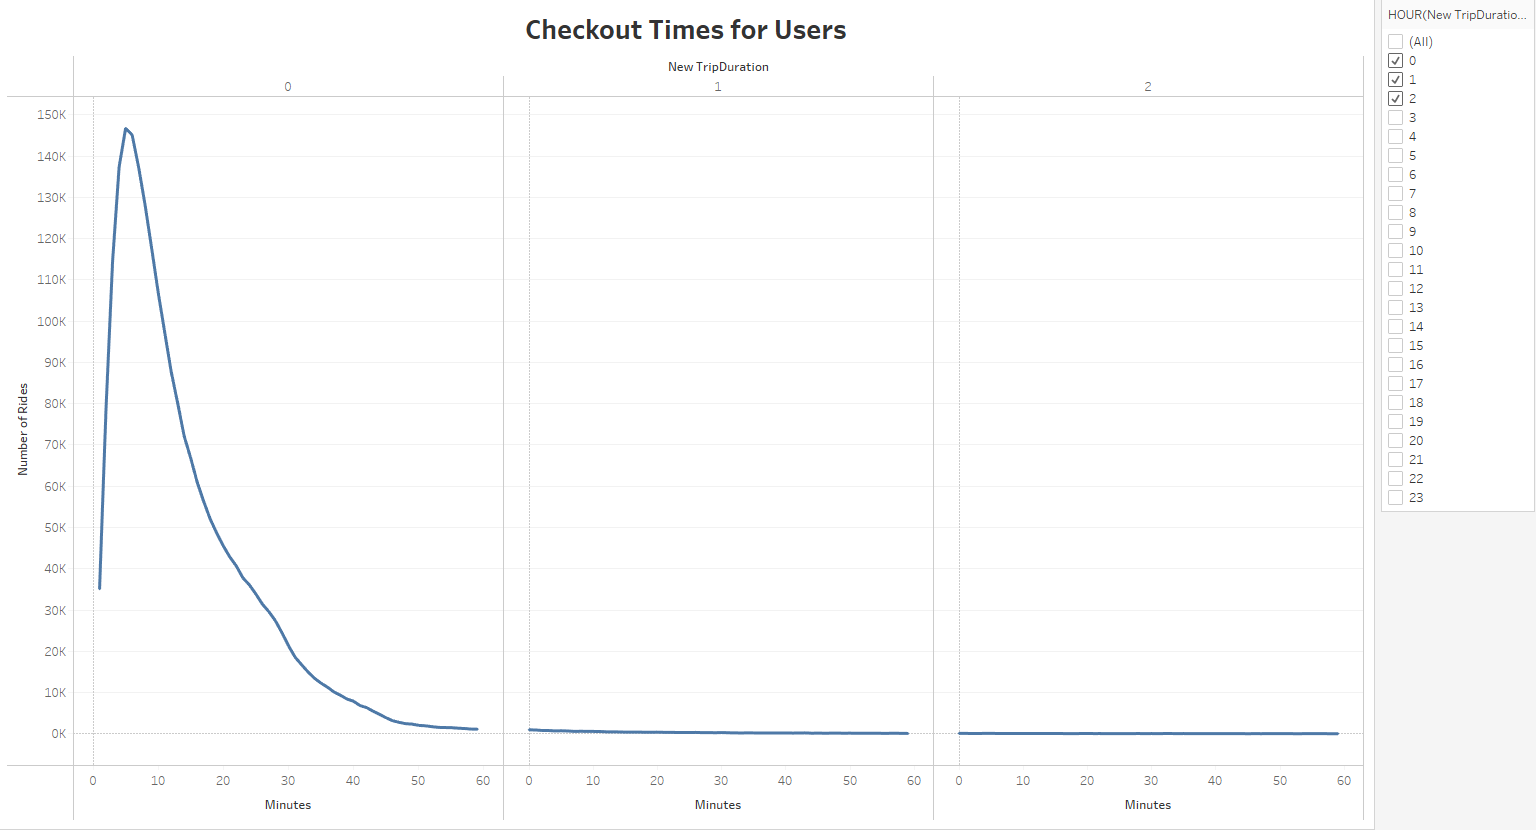 Checkout Times for Users
New TripDuration
0 1 2
150K
140K
130K
120K
110K
100K
90K
80K
70K
60K
50K
40K
30K
20K
10K
0K
Number of Rides
0 10 20 30 40 50 60 0 10 20 30 40 50 60 0 10 20 30 40 50 60
Minutes Minutes Minutes
HOUR(New TripDuratio...
(All)
0
1
2
3
4
5
6
7
8
9
10
11
12
13
14
15
16
17
18
19
20
21
22
23